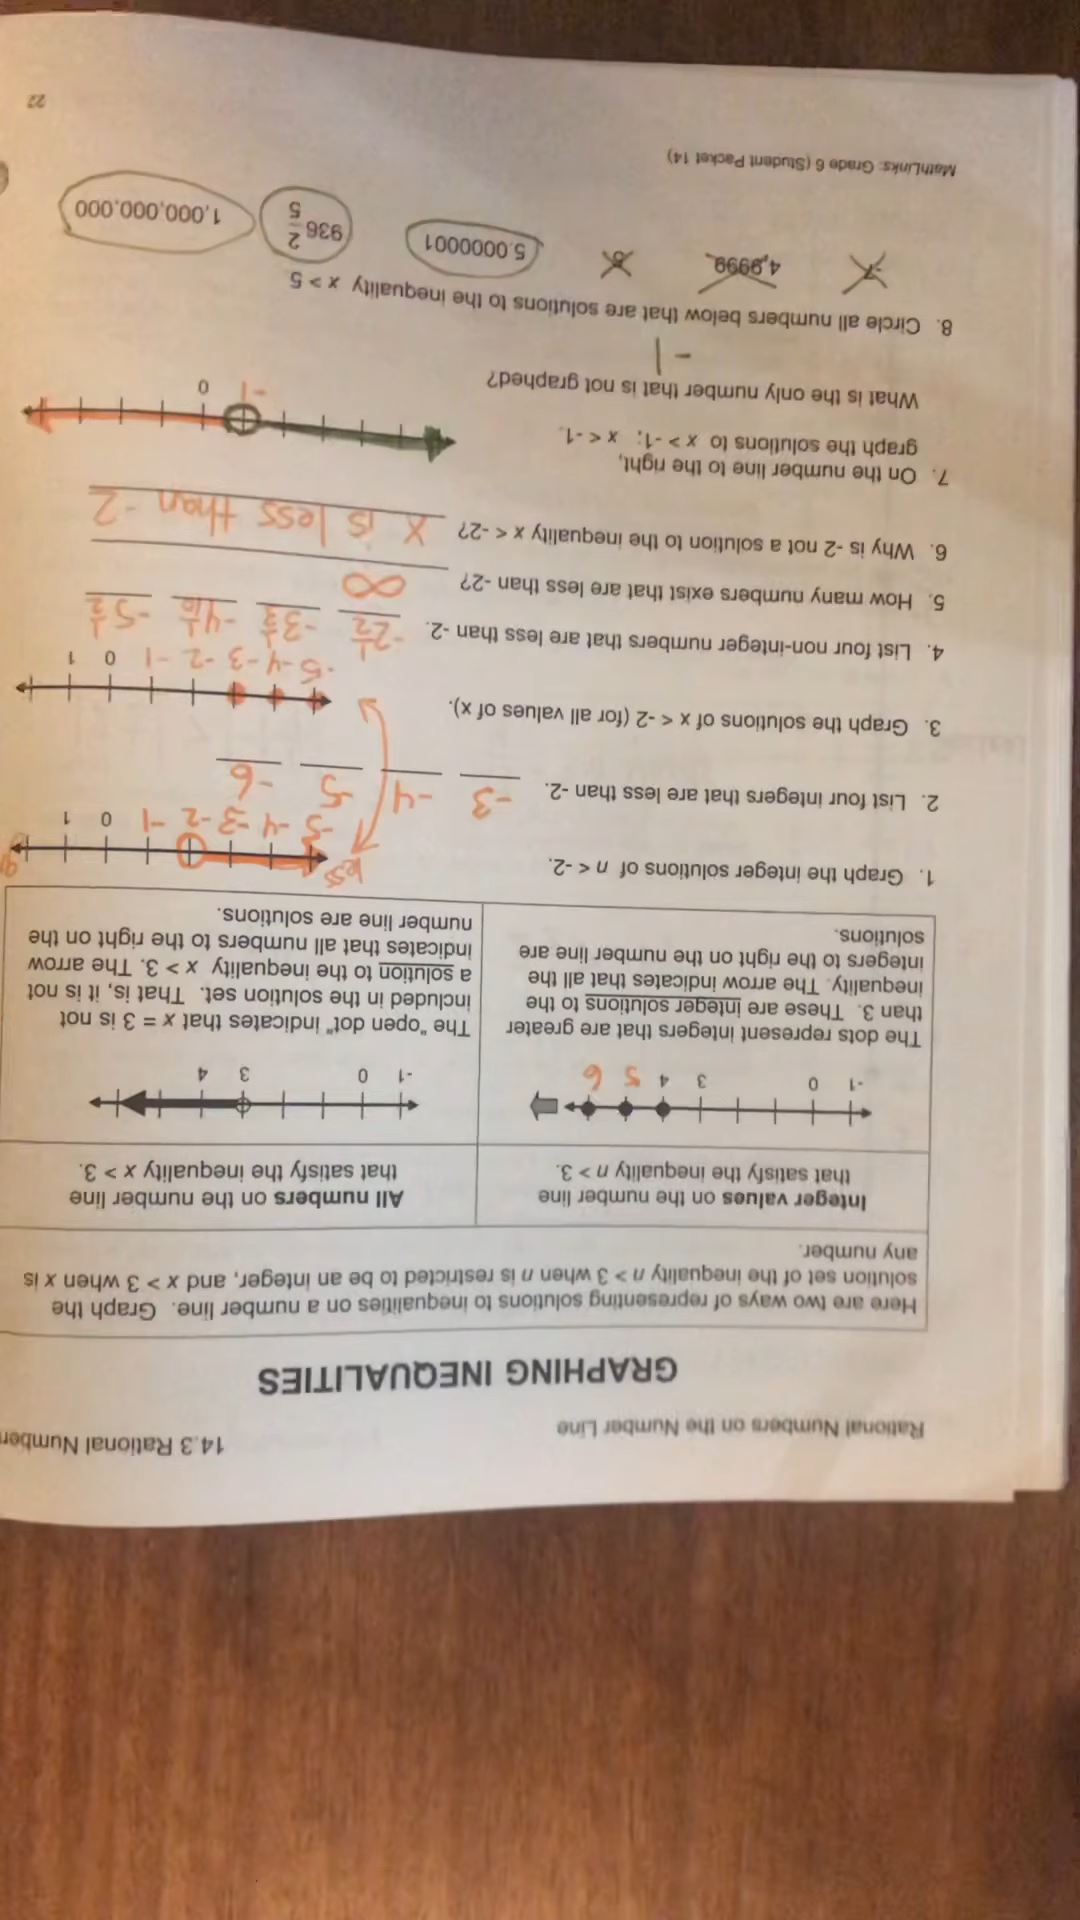 Rational Numbers on the Number Line
14.3 Rational Number
GRAPHING INEQUALITIES
Here are two ways of representing solutions to inequalities on a number line. Graph the
solution set of the inequality n > 3 when n is restricted to be an integer, and x > 3 when x is
any number.
Integer values on the number line
that satisfy the inequality n > 3.
All numbers on the number line
that satisfy the inequality x > 3.
-1 0 3 4 5 6
-1 0 3 4
The dots represent integers that are greater
than 3. These are integer solutions to the
inequality. The arrow indicates that all the
integers to the right on the number line are
solutions.
The "open dot" indicates that x = 3 is not
included in the solution set. That is, it is not
a solution to the inequality x > 3. The arrow
indicates that all numbers to the right on the
number line are solutions.
1. Graph the integer solutions of n < -2.
less
-5 -4 -3 -2 -1 0 1
2. List four integers that are less than -2. -3 -4 -5 -6
3. Graph the solutions of x < -2 (for all values of x).
-5 -4 -3 -2 -1 0 1
4. List four non-integer numbers that are less than -2. -2 1/2 -3 1/2 -4 1/10 -5 1/2
5. How many numbers exist that are less than -2? ∞
6. Why is -2 not a solution to the inequality x < -2? X is less than -2
7. On the number line to the right,
graph the solutions to x > -1; x < -1.
-1 0
What is the only number that is not graphed?
-1
8. Circle all numbers below that are solutions to the inequality x > 5
4.9999 5.0000001 936 2/5 1,000,000,000
MathLinks: Grade 6 (Student Packet 14)
22